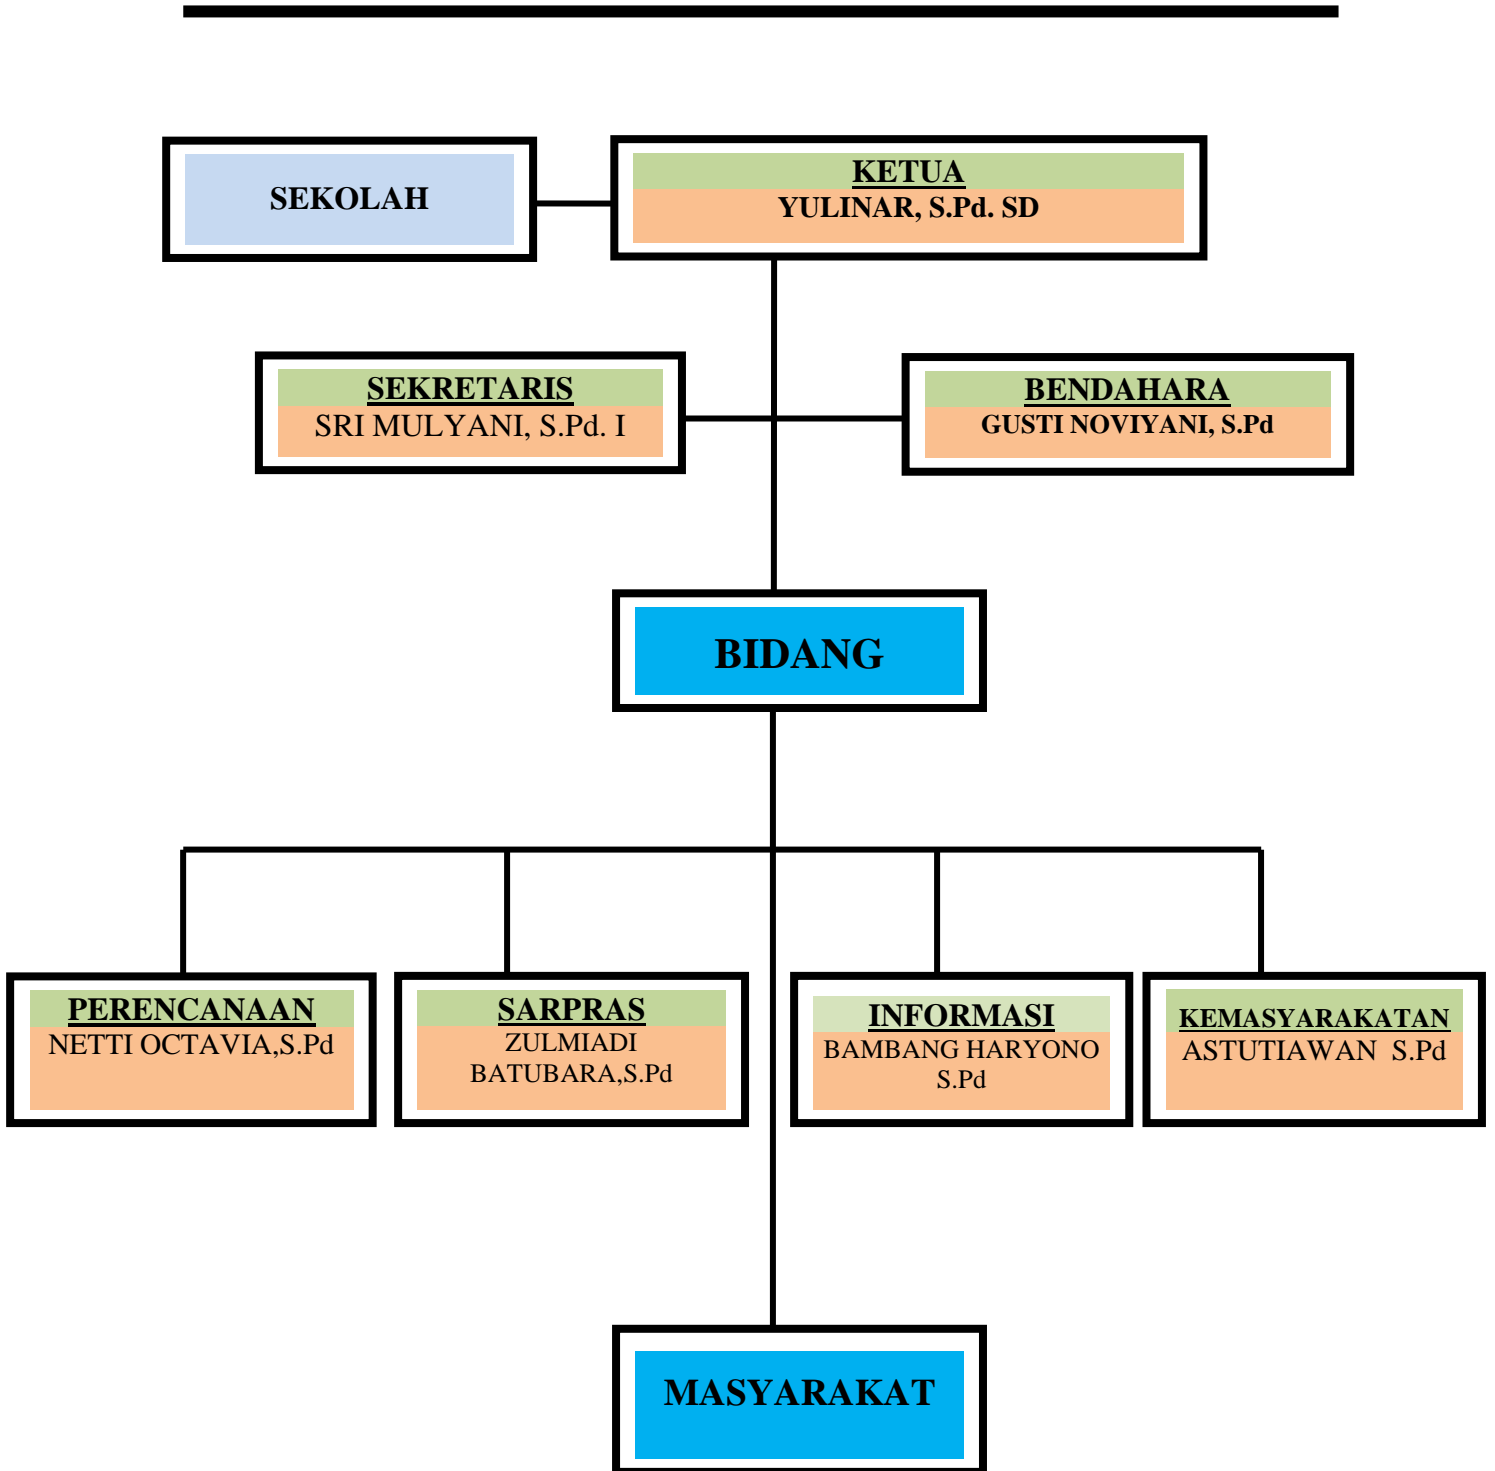 SEKOLAH
KETUA
YULINAR, S.Pd. SD
SEKRETARIS
SRI MULYANI, S.Pd. I
BENDAHARA
GUSTI NOVIYANI, S.Pd
BIDANG
PERENCANAAN
NETTI OCTAVIA,S.Pd
SARPRAS
ZULMIADI
BATUBARA,S.Pd
INFORMASI
BAMBANG HARYONO
S.Pd
KEMASYARAKATAN
ASTUTIAWAN  S.Pd
MASYARAKAT